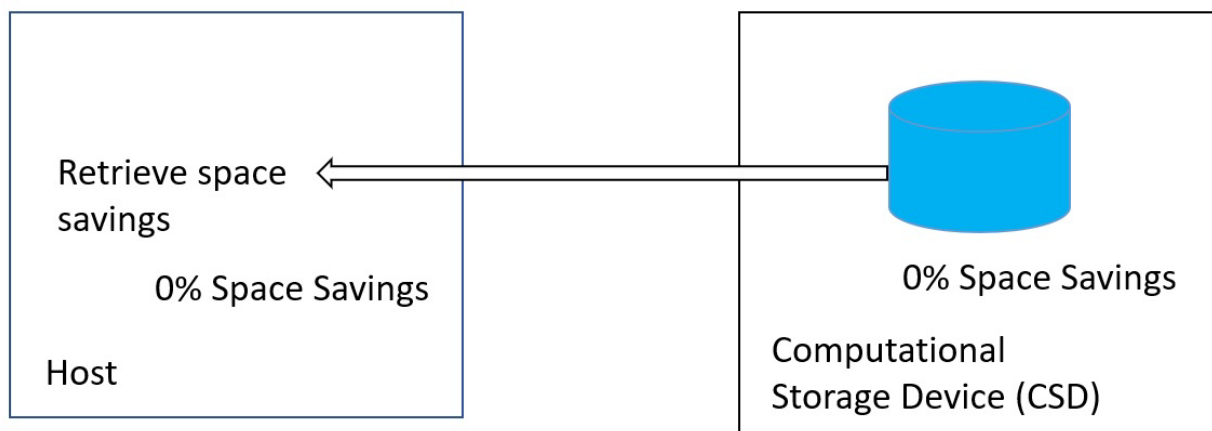 Retrieve space
savings
0% Space Savings
Host
0% Space Savings
Computational
Storage Device (CSD)